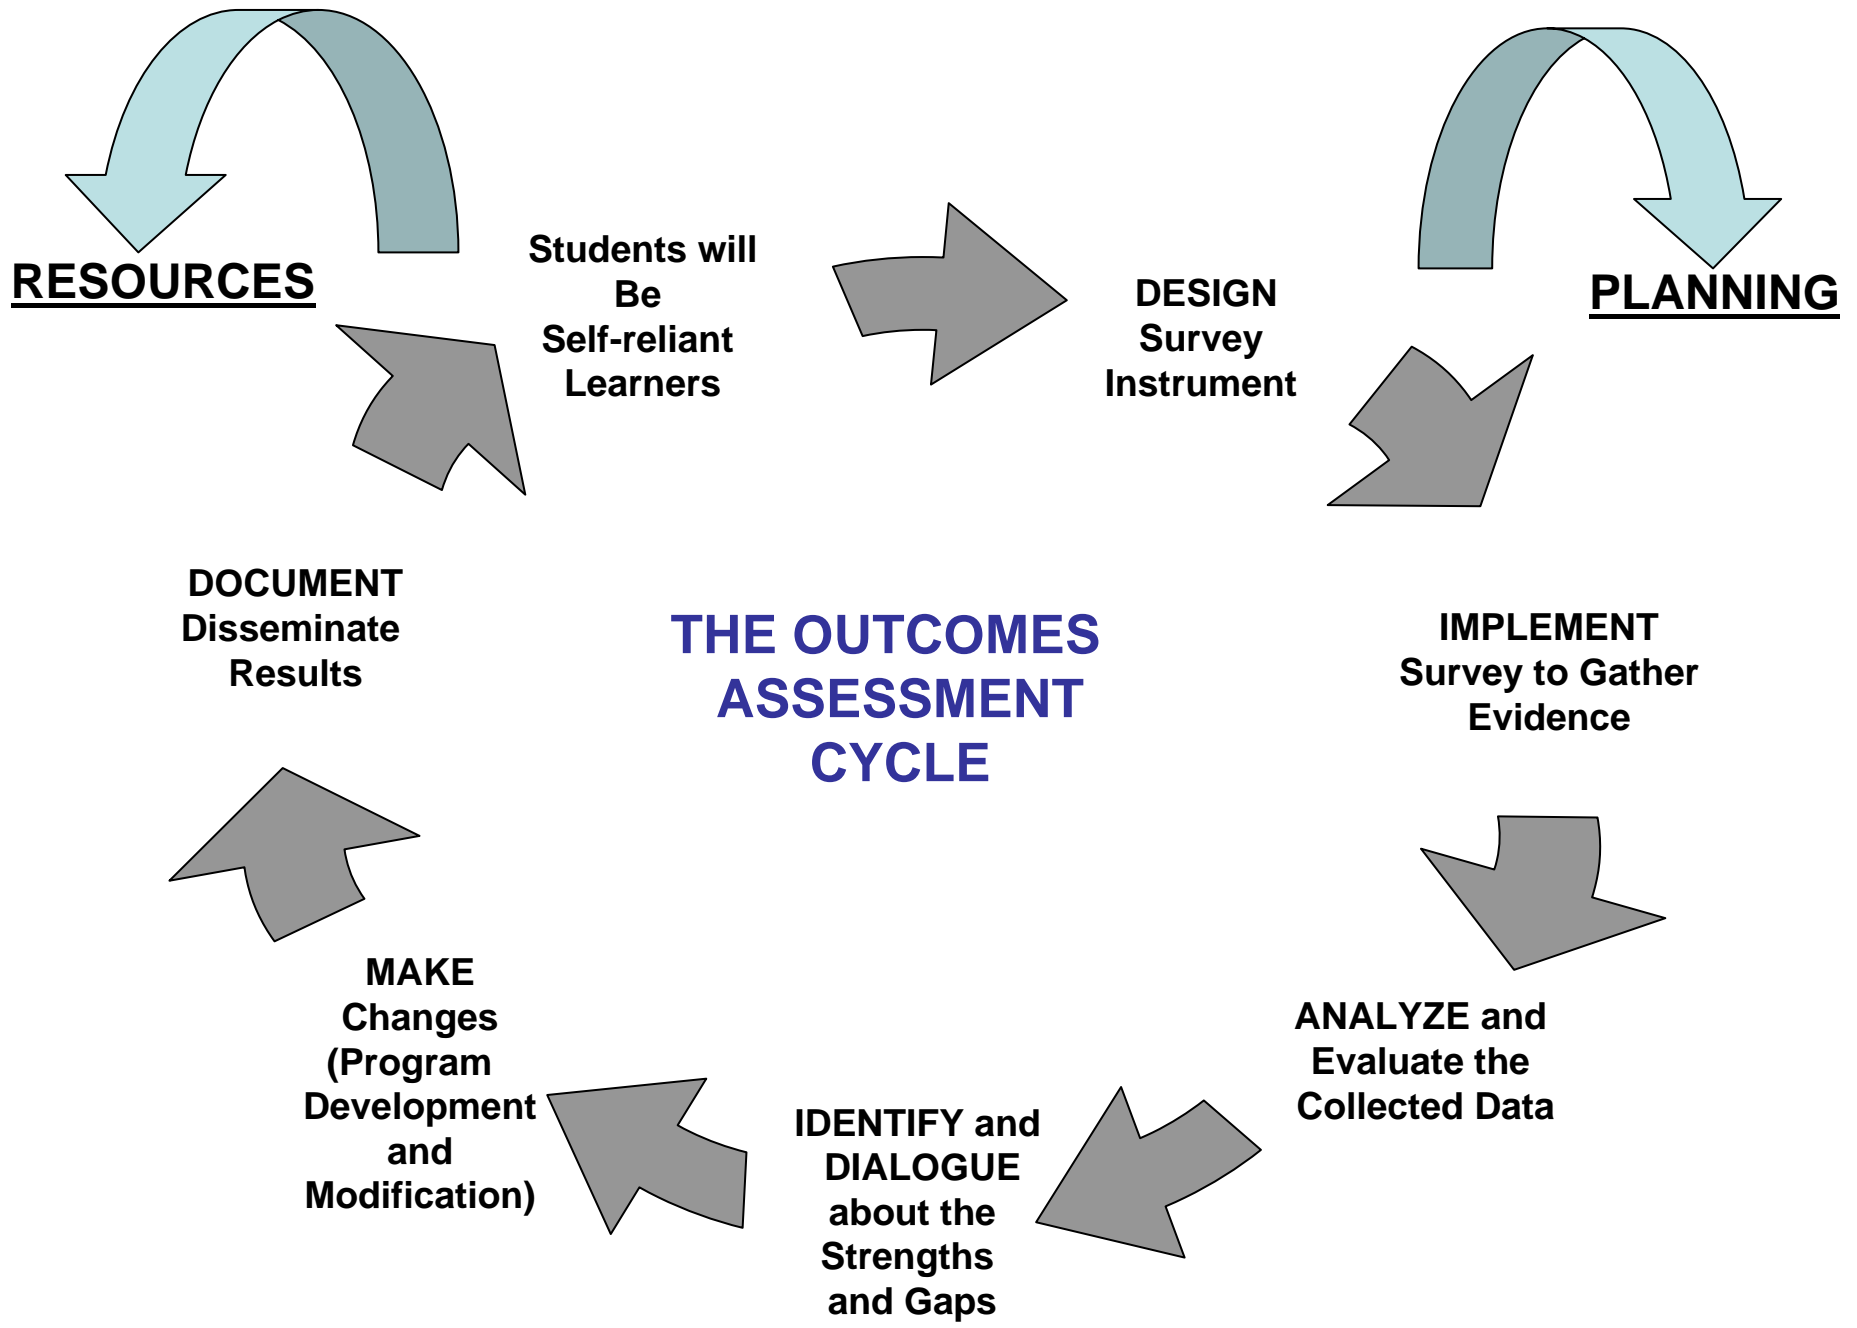 RESOURCES
Students will
Be
Self-reliant
Learners
DESIGN
Survey
Instrument
PLANNING
IMPLEMENT
Survey to Gather
Evidence
ANALYZE and
Evaluate the
Collected Data
IDENTIFY and
DIALOGUE
about the
Strengths
and Gaps
MAKE
Changes
(Program
Development
and
Modification)
DOCUMENT
Disseminate
Results
THE OUTCOMES
ASSESSMENT
CYCLE